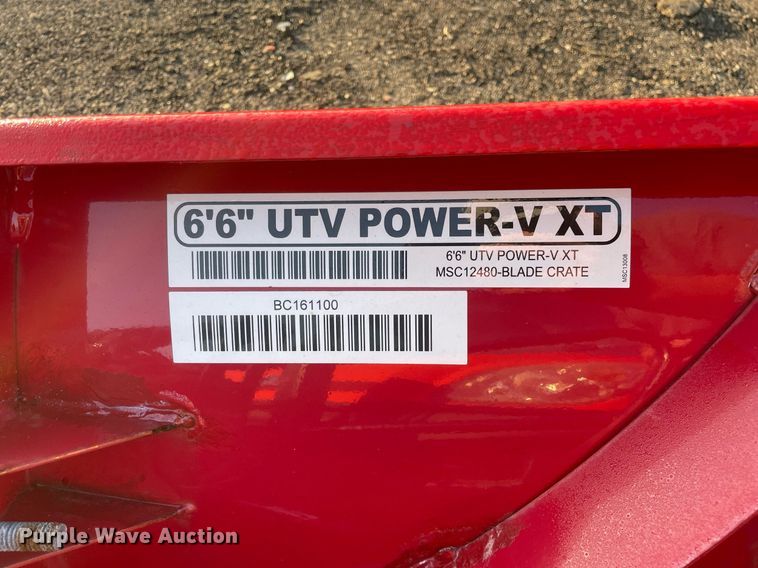 6'6" UTV POWER-V XT
6'6" UTV POWER-V XT
MSC12480-BLADE CRATE
MSC13008
BC161100
Purple Wave Auction